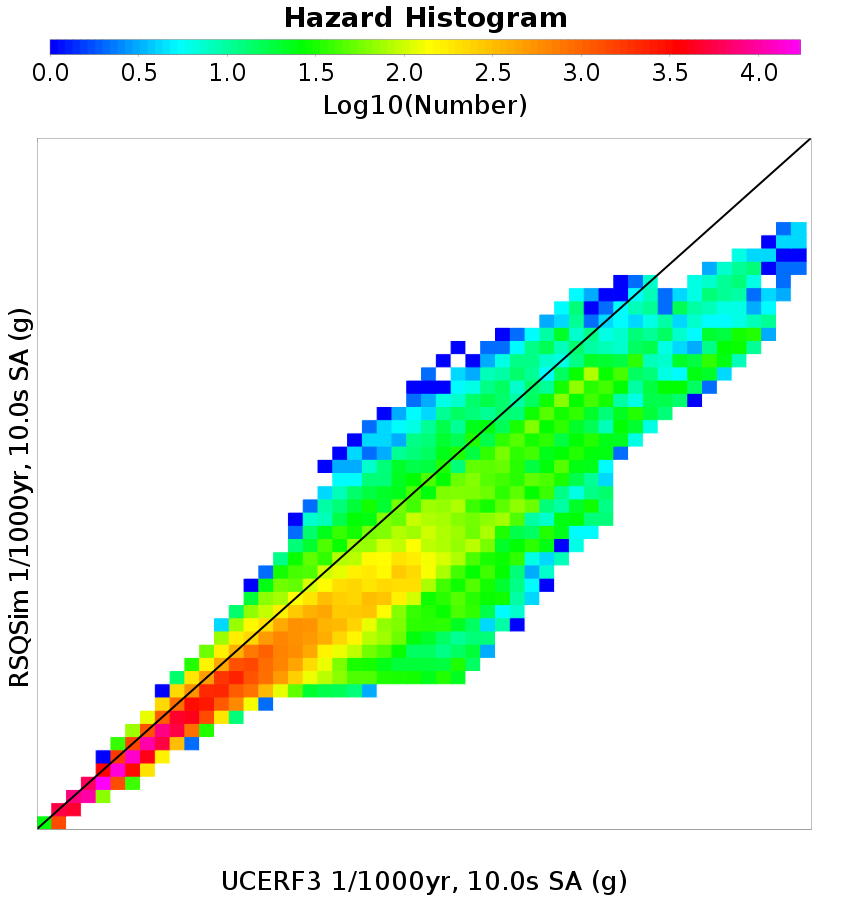 Hazard Histogram
0.0 0.5 1.0 1.5 2.0 2.5 3.0 3.5 4.0
Log10(Number)
RSQSim 1/1000yr, 10.0s SA (g)
UCERF3 1/1000yr, 10.0s SA (g)